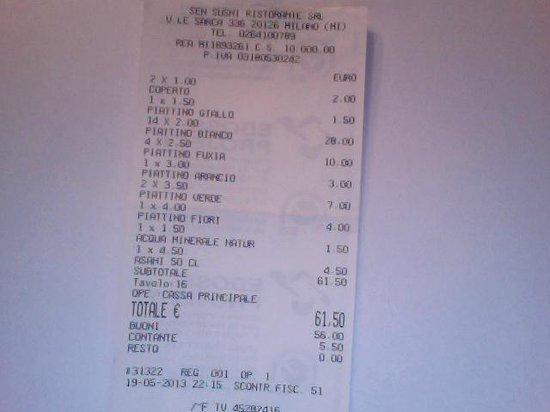 SEN SUSHI RISTORANTE SRL
V.LE SARCA 336 20126 MILANO (MI)
TEL. 0264100789
REA MI1893261 C.S. 10.000.00
P.IVA 03180530242
EURO
2 X 1.00
COPERTO 2.00
1 x 1.50
PIATTINO GIALLO 1.50
14 X 2.00
PIATTINO BIANCO 28.00
4 X 2.50
PIATTINO FUXIA 10.00
1 x 3.00
PIATTINO ARANCIO 3.00
2 X 3.50
PIATTINO VERDE 7.00
1 x 4.00
PIATTINO FIORI 4.00
1 x 1.50
ACQUA MINERALE NATUR 1.50
1 x 4.50
ASAHI 50 CL 4.50
SUBTOTALE 61.50
Tavolo:16
OPE. CASSA PRINCIPALE
TOTALE € 61,50
BUONI 56.00
CONTANTE 5.50
RESTO 0.00
#31322 REG 001 OP 1
19-05-2013 22:15 SCONTR.FISC. 51
TV 45282416